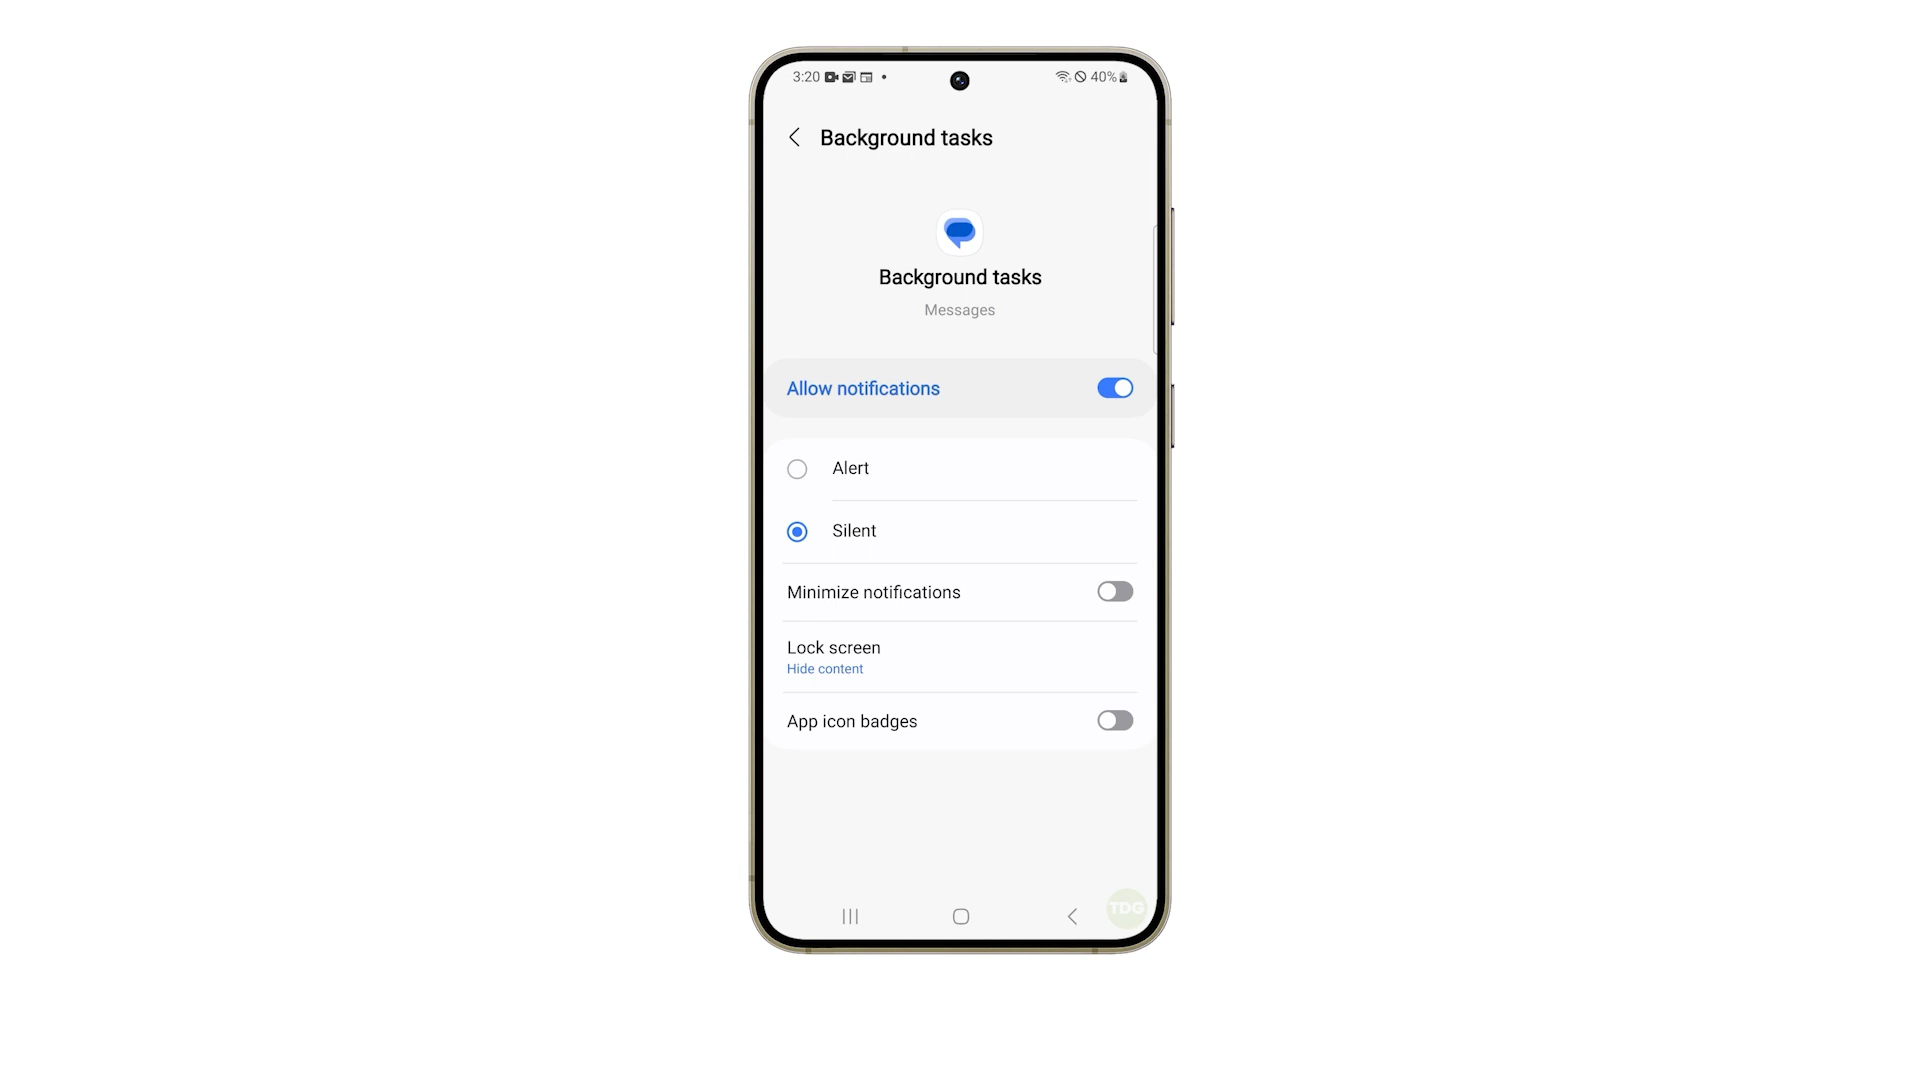 3:20
40%
Background tasks
Background tasks
Messages
Allow notifications
Alert
Silent
Minimize notifications
Lock screen
Hide content
App icon badges
TDG